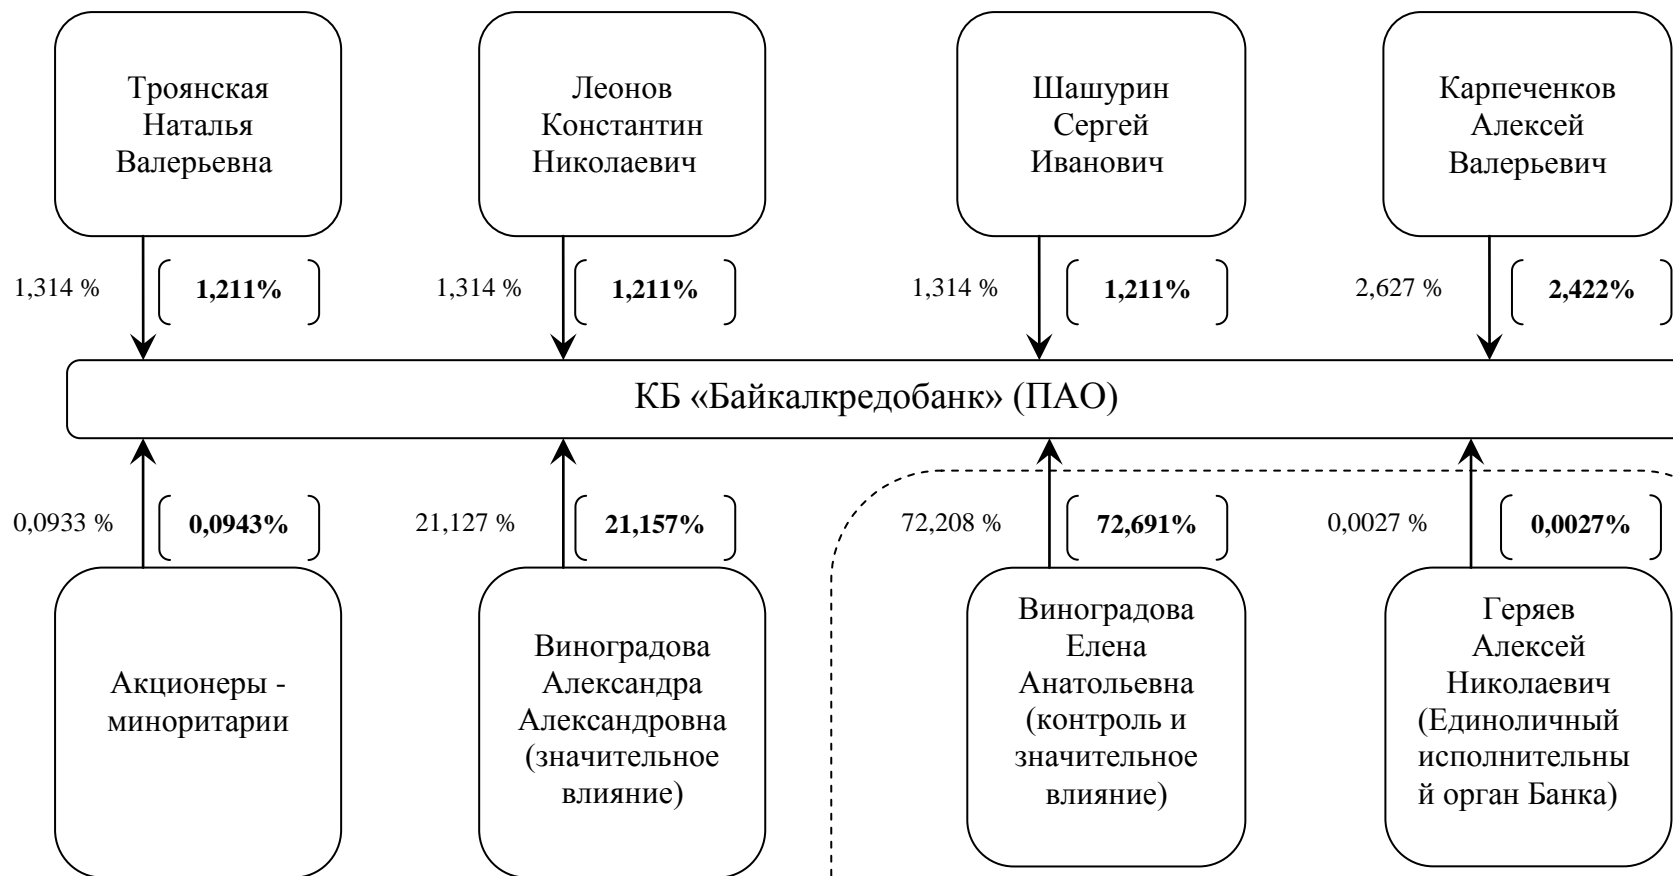 Троянская
Наталья
Валерьевна
Леонов
Константин
Николаевич
Шашурин
Сергей
Иванович
Карпеченков
Алексей
Валерьевич
1,314 %
1,211%
1,314 %
1,211%
1,314 %
1,211%
2,627 %
2,422%
КБ «Байкалкредобанк» (ПАО)
0,0933 %
0,0943%
21,127 %
21,157%
72,208 %
72,691%
0,0027 %
0,0027%
Акционеры -
миноритарии
Виноградова
Александра
Александровна
(значительное
влияние)
Виноградова
Елена
Анатольевна
(контроль и
значительное
влияние)
Геряев
Алексей
Николаевич
(Единоличный
исполнительны
й орган Банка)